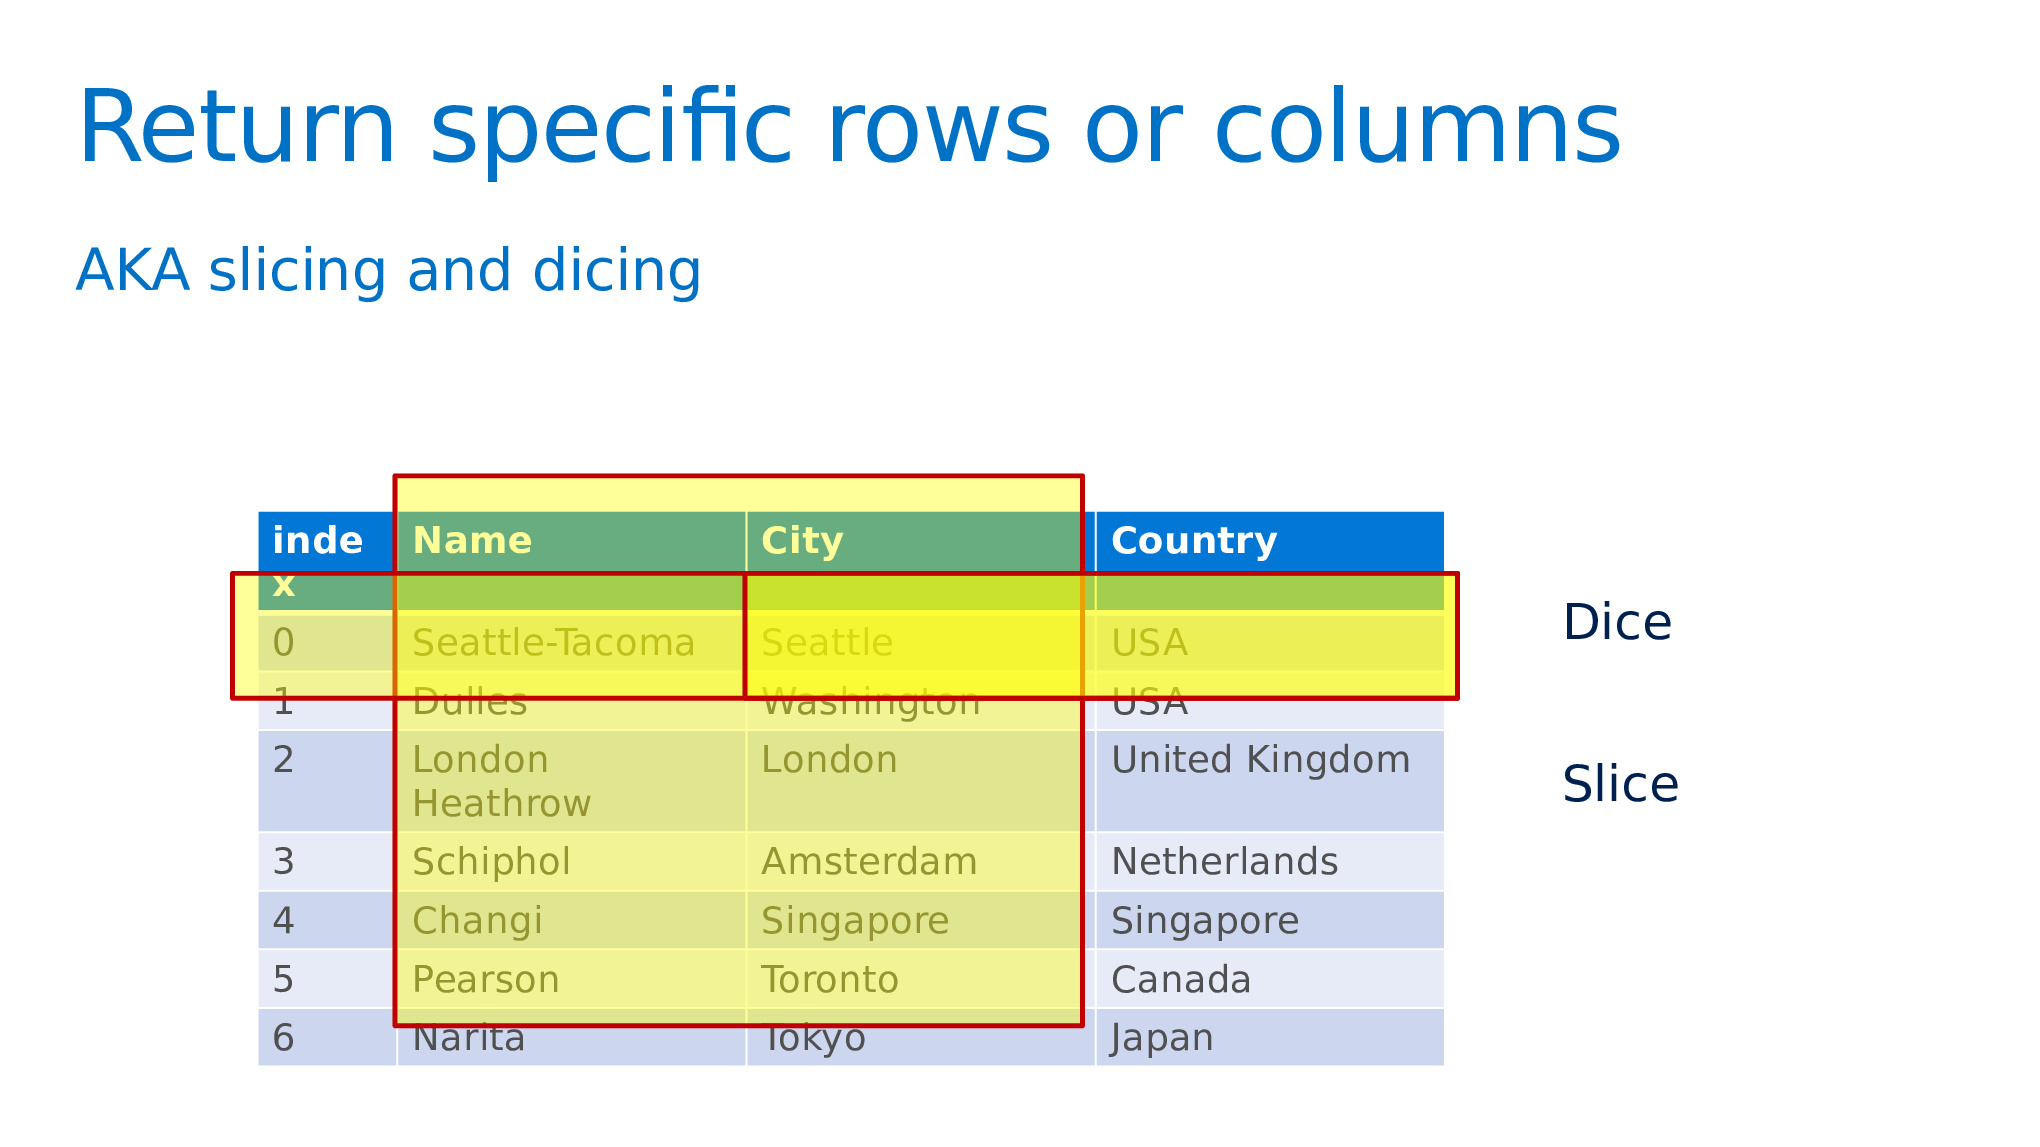 Return specific rows or columns
AKA slicing and dicing
inde
x
Name City Country
0 Seattle-Tacoma Seattle USA
1 Dulles Washington USA
2 London London United Kingdom
Heathrow
3 Schiphol Amsterdam Netherlands
4 Changi Singapore Singapore
5 Pearson Toronto Canada
6 Narita Tokyo Japan
Dice
Slice